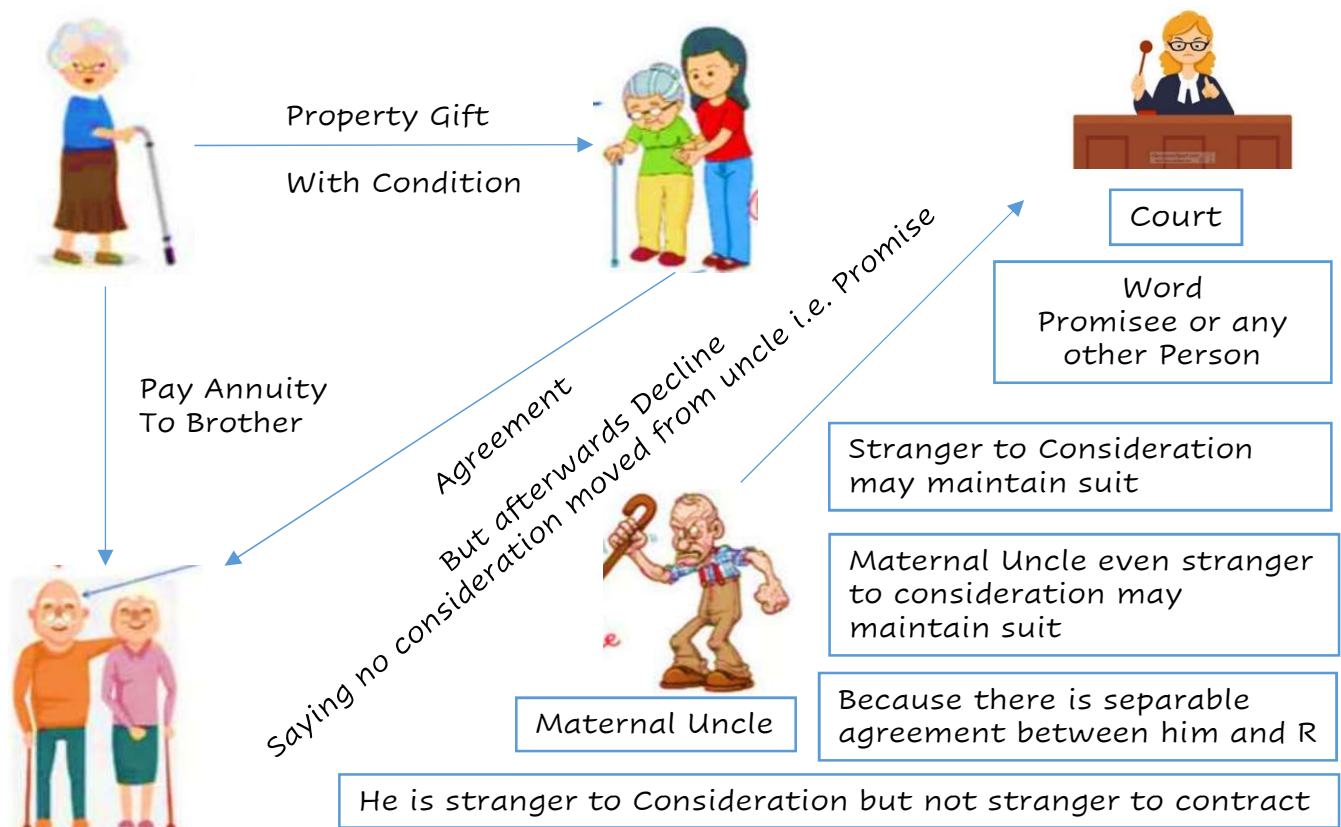 Property Gift
With Condition
Court
Word
Promisee or any
other Person
Pay Annuity
To Brother
Agreement
But afterwards Decline
Saying no consideration moved from uncle i.e. Promise
Stranger to Consideration
may maintain suit
Maternal Uncle even stranger
to consideration may
maintain suit
Maternal Uncle
Because there is separable
agreement between him and R
He is stranger to Consideration but not stranger to contract